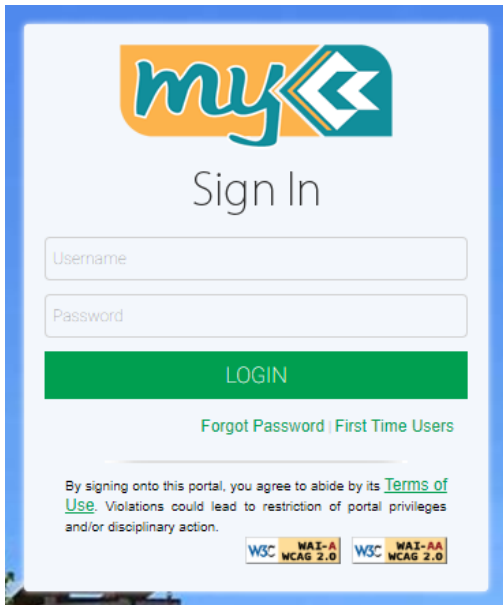 my
Sign In
Username
Password
LOGIN
Forgot Password | First Time Users
By signing onto this portal, you agree to abide by its Terms of
Use. Violations could lead to restriction of portal privileges
and/or disciplinary action.
W3C WAI-A WCAG 2.0 W3C WAI-AA WCAG 2.0